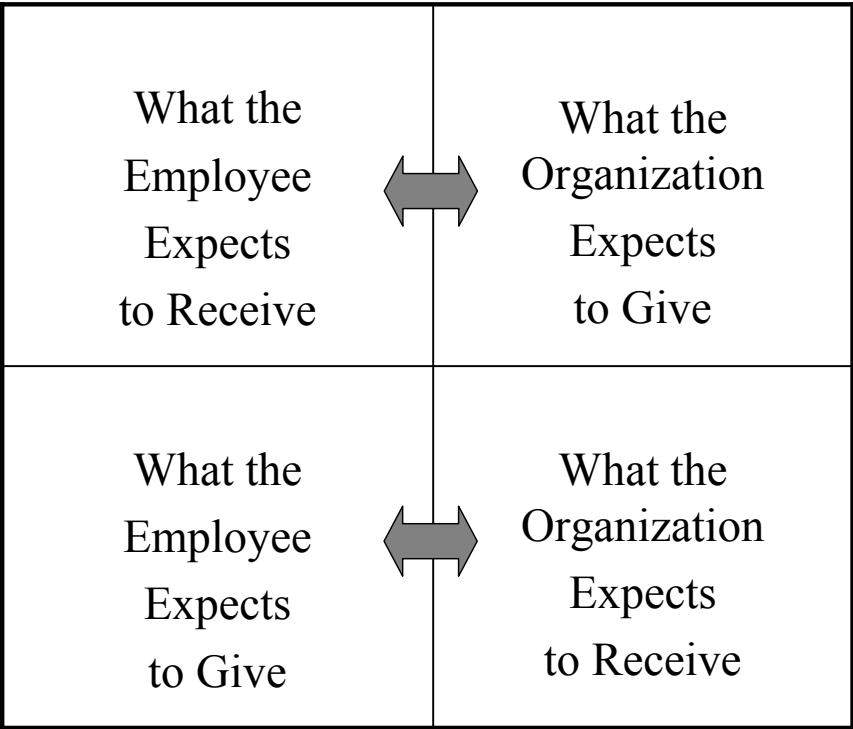 What the
Employee
Expects
to Receive
What the
Organization
Expects
to Give
What the
Employee
Expects
to Give
What the
Organization
Expects
to Receive